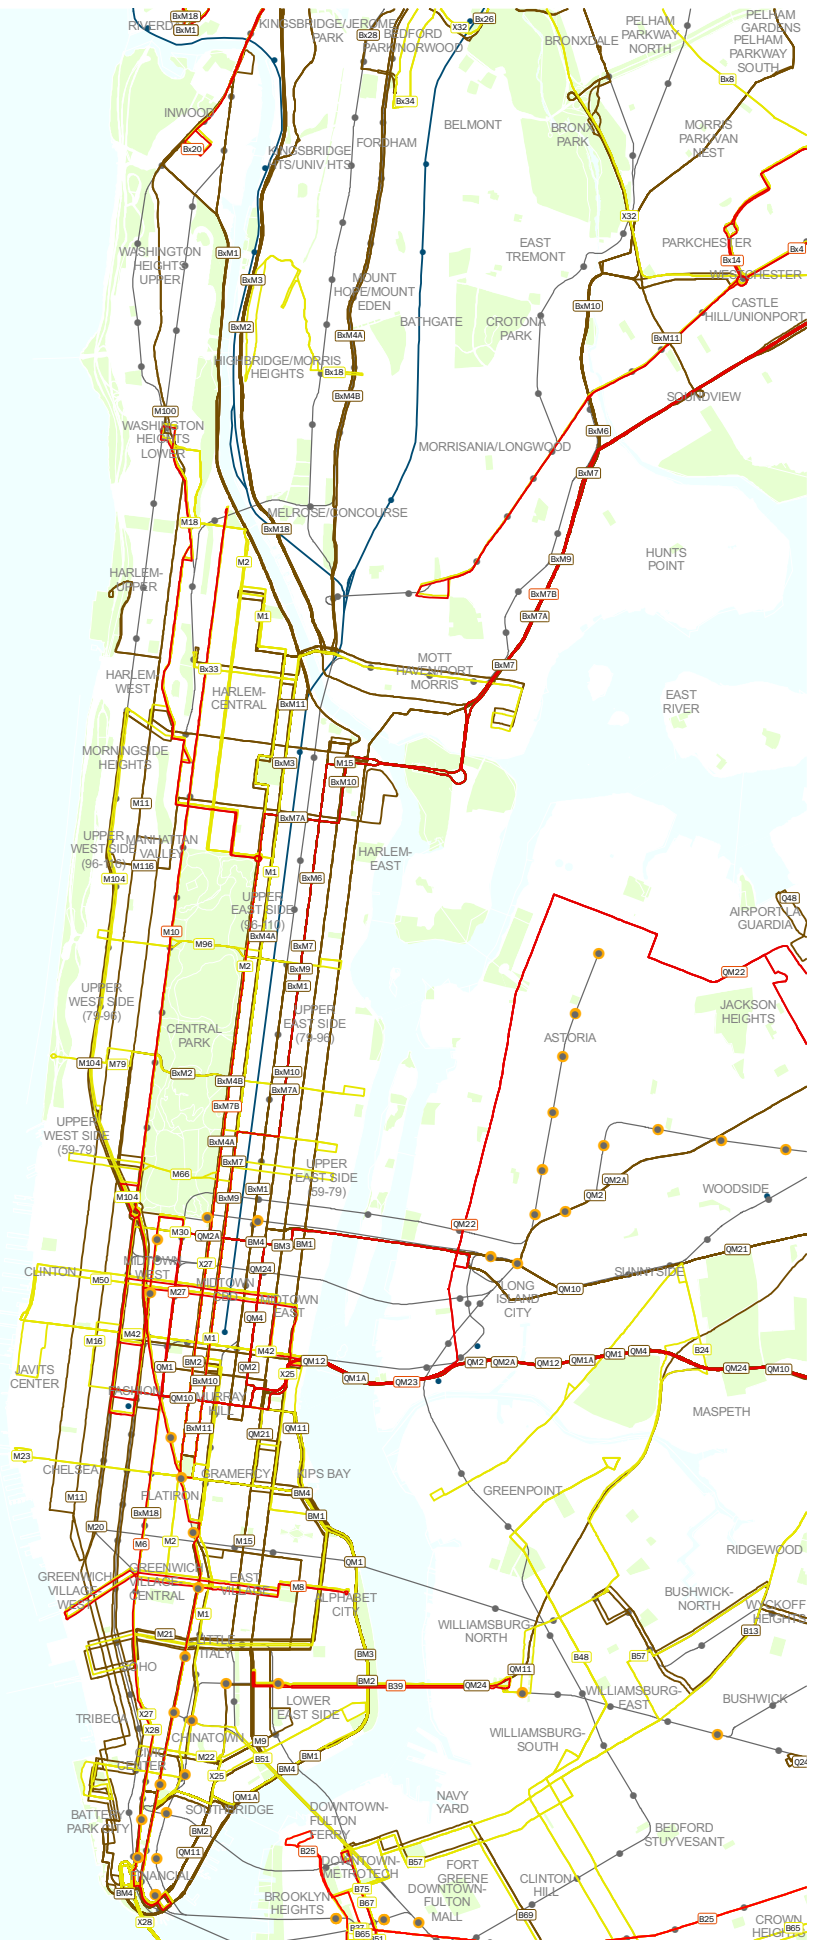 BxM18
RIVERD
BxM1
KINGSBRIDGE/JEROME
PARK
Bx28
BEDFORD
PARK/NORWOOD
X32
Bx26
BRONXDALE
PELHAM
PARKWAY
NORTH
PELHAM
GARDENS
PELHAM
PARKWAY
SOUTH
Bx8
Bx34
INWOOD
Bx20
BELMONT
BRONX
PARK
MORRIS
PARK/VAN
NEST
FORDHAM
KINGSBRIDGE
HTS/UNIV HTS
X32
WASHINGTON
HEIGHTS
UPPER
BxM1
BxM3
EAST
TREMONT
PARKCHESTER
Bx4
Bx14
WESTCHESTER
MOUNT
HOPE/MOUNT
EDEN
BxM10
CASTLE
HILL/UNIONPORT
BxM2
BxM4A
BATHGATE
CROTONA
PARK
BxM11
HIGHBRIDGE/MORRIS
HEIGHTS
Bx18
BxM4B
SOUNDVIEW
M100
WASHINGTON
HEIGHTS
LOWER
BxM6
MORRISANIA/LONGWOOD
BxM7
MELROSE/CONCOURSE
M18
BxM18
M2
BxM9
HUNTS
POINT
HARLEM-
UPPER
BxM7B
M1
BxM7A
MOTT
HAVEN/PORT
MORRIS
BxM7
Bx33
HARLEM-
WEST
HARLEM-
CENTRAL
BxM11
EAST
RIVER
MORNINGSIDE
HEIGHTS
BxM3
M15
BxM10
M11
BxM7A
UPPER
WEST SIDE
(96-116)
MANHATTAN
VALLEY
M116
HARLEM-
EAST
M104
M1
BxM6
UPPER
EAST SIDE
(96-110)
Q48
AIRPORT LA
GUARDIA
M10
BxM4A
M96
BxM7
M2
BxM9
QM22
BxM1
UPPER
WEST SIDE
(79-96)
JACKSON
HEIGHTS
UPPER
EAST SIDE
(79-96)
CENTRAL
PARK
ASTORIA
M104
M79
BxM2
BxM10
BxM4B
BxM7A
BxM7B
UPPER
WEST SIDE
(59-79)
BxM4A
BxM7
M66
UPPER
EAST SIDE
(59-79)
QM2A
WOODSIDE
BxM1
M104
BxM9
QM2
QM22
M30
QM2A
BM4
BM3
BM1
QM21
CLINTON
M50
MIDTOWN-
WEST
X27
QM24
SUNNYSIDE
MIDTOWN
M27
MIDTOWN
EAST
QM10
LONG
ISLAND
CITY
QM4
M16
M42
M1
M42
B24
QM1
BM2
QM2
QM12
X25
QM1A
QM23
QM2
QM2A
QM12
QM1A
QM1
QM4
QM24
QM10
JAVITS
CENTER
BxM10
FASHION
QM10
MURRAY
HILL
MASPETH
BxM11
QM21
QM11
M23
CHELSEA
GRAMERCY
KIPS BAY
GREENPOINT
M11
FLATIRON
BM4
BxM18
BM1
M20
M6
M2
M15
QM1
RIDGEWOOD
GREENWICH
VILLAGE-
WEST
GREENWICH
VILLAGE-
CENTRAL
EAST
VILLAGE
M8
ALPHABET
CITY
BUSHWICK-
NORTH
WYCKOFF
HEIGHTS
M1
M21
LITTLE
ITALY
SOHO
WILLIAMSBURG-
NORTH
B13
BM3
B48
B57
QM11
BM2
B39
QM24
LOWER
EAST SIDE
WILLIAMSBURG-
EAST
BUSHWICK
TRIBECA
X27
X28
CHINATOWN
M9
WILLIAMSBURG-
SOUTH
CIVIC
CENTER
M22
B51
BM1
BM4
X25
Q24
QM1A
SOUTHBRIDGE
BATTERY
PARK CITY
BM2
NAVY
YARD
DOWNTOWN-
FULTON
FERRY
BEDFORD
STUYVESANT
QM11
B25
B57
DOWNTOWN-
METROTECH
FORT
GREENE
FINANCIAL
BM4
B75
BROOKLYN
HEIGHTS
B67
DOWNTOWN-
FULTON
MALL
CLINTON
HILL
B69
X28
B37
B65
B51
B25
CROWN
HEIGHTS
B65